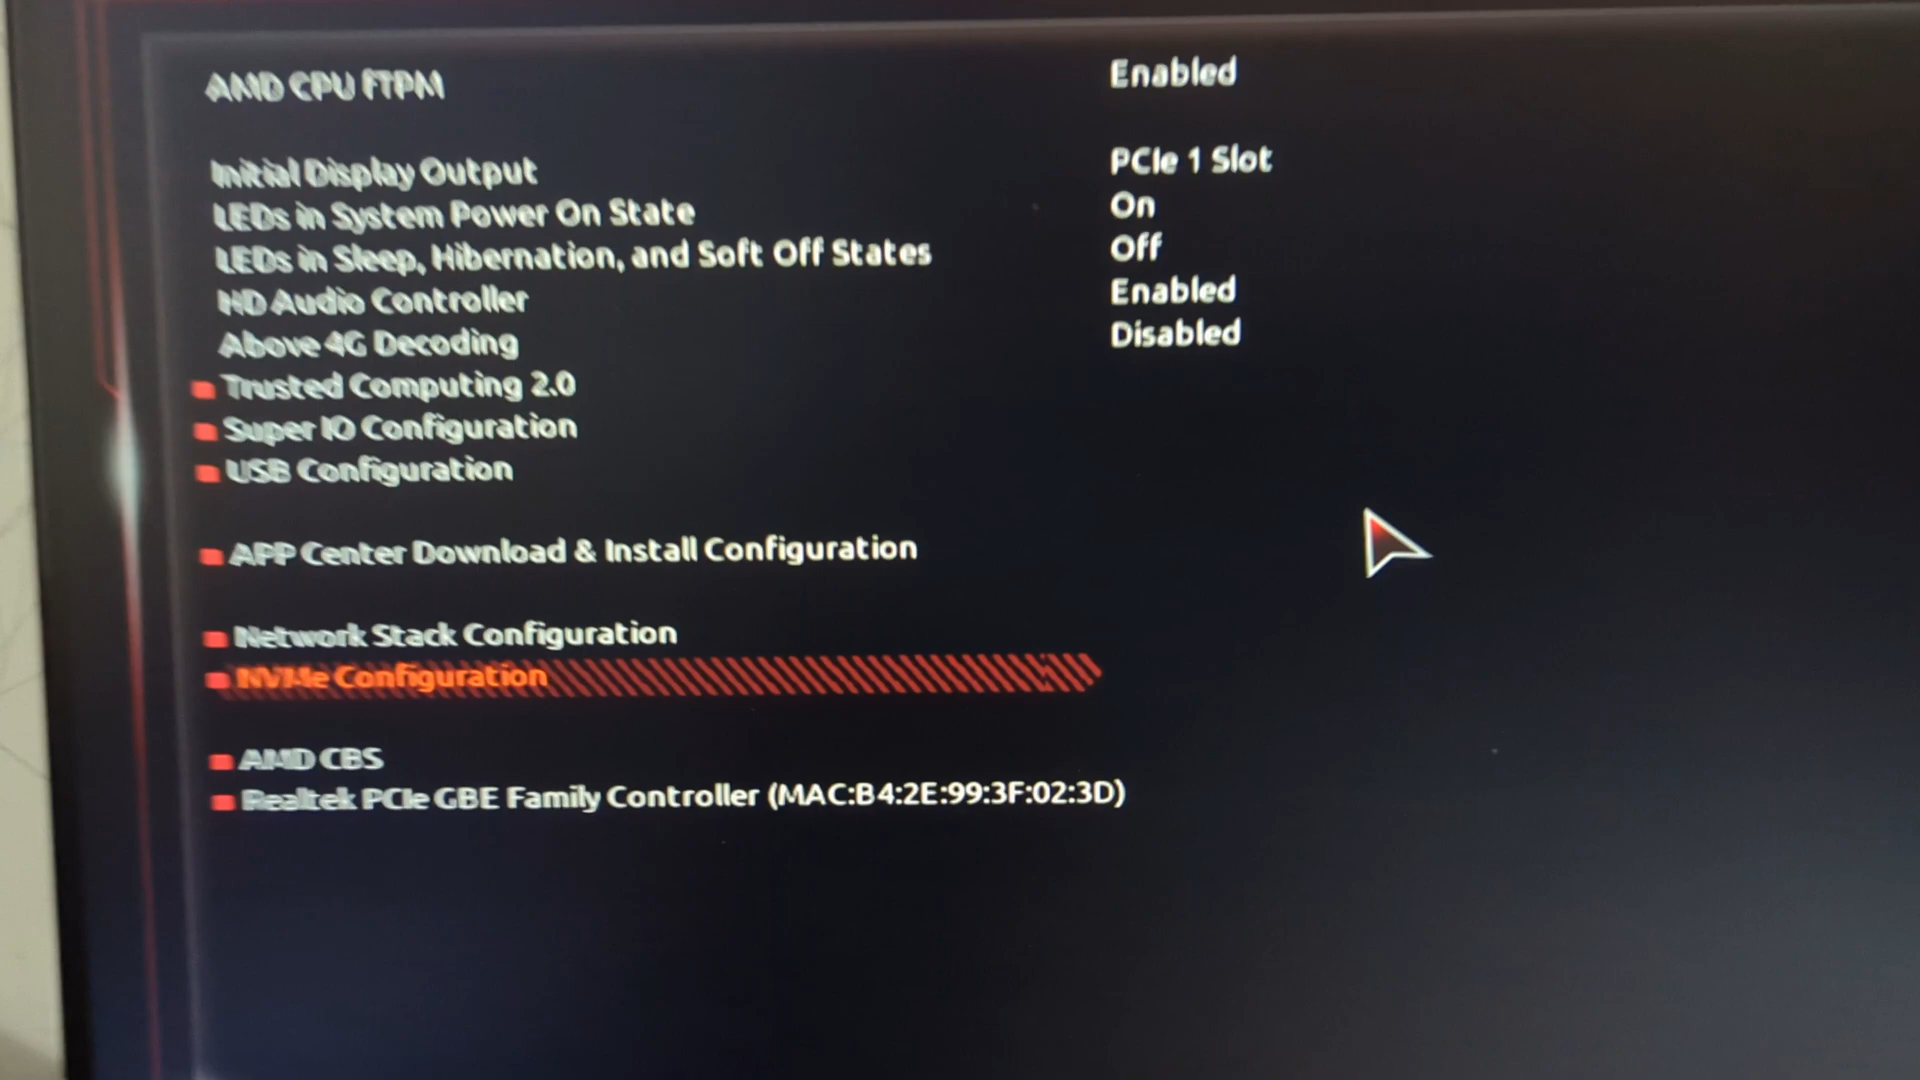 AMD CPU fTPM Enabled
Initial Display Output PCIe 1 Slot
LEDs in System Power On State On
LEDs in Sleep, Hibernation, and Soft Off States Off
HD Audio Controller Enabled
Above 4G Decoding Disabled
Trusted Computing 2.0
Super IO Configuration
USB Configuration
APP Center Download & Install Configuration
Network Stack Configuration
NVMe Configuration
AMD CBS
Realtek PCIe GBE Family Controller (MAC:B4:2E:99:3F:02:3D)